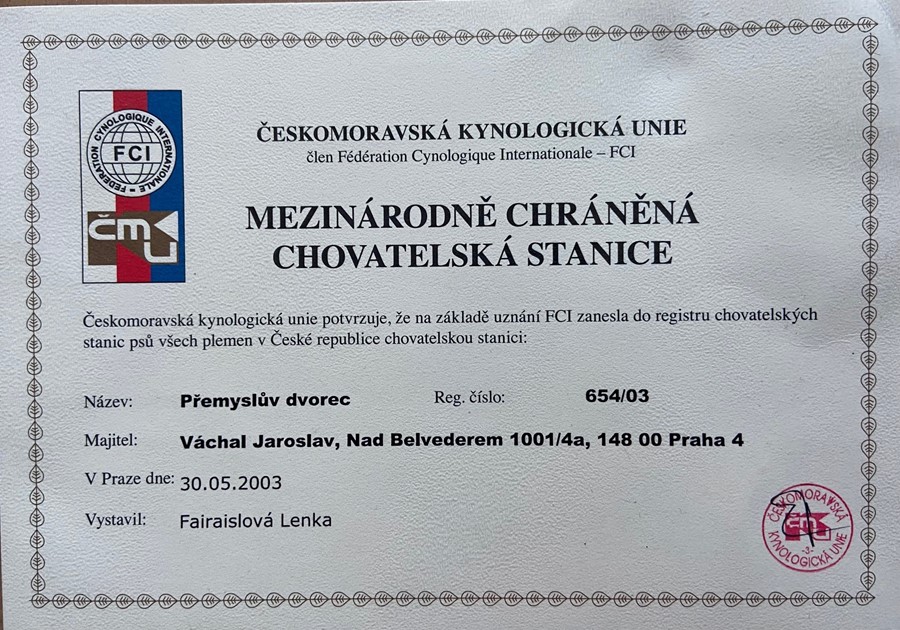 FEDERATION CYNOLOGIQUE INTERNATIONALE
FCI
čmku
ČESKOMORAVSKÁ KYNOLOGICKÁ UNIE
člen Fédération Cynologique Internationale – FCI
MEZINÁRODNĚ CHRÁNĚNÁ
CHOVATELSKÁ STANICE
Českomoravská kynologická unie potvrzuje, že na základě uznání FCI zanesla do registru chovatelských
stanic psů všech plemen v České republice chovatelskou stanici:
Název: Přemyslův dvorec Reg. číslo: 654/03
Majitel: Váchal Jaroslav, Nad Belvederem 1001/4a, 148 00 Praha 4
V Praze dne: 30.05.2003
Vystavil: Fairaislová Lenka
ČESKOMORAVSKÁ
čmku
KYNOLOGICKÁ UNIE
-3-